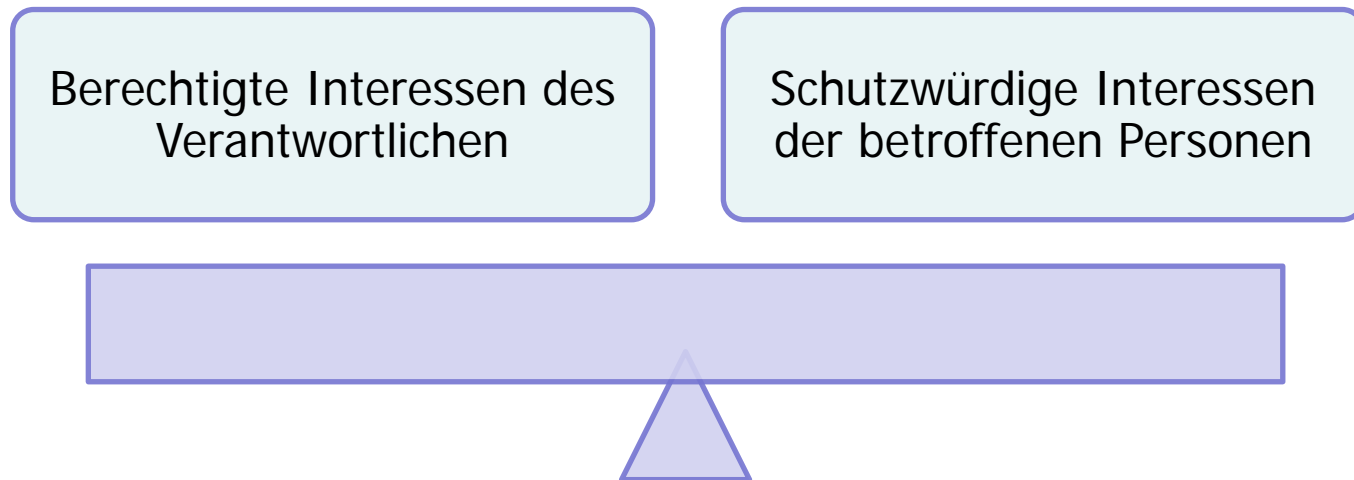 Berechtigte Interessen des
Verantwortlichen
Schutzwürdige Interessen
der betroffenen Personen